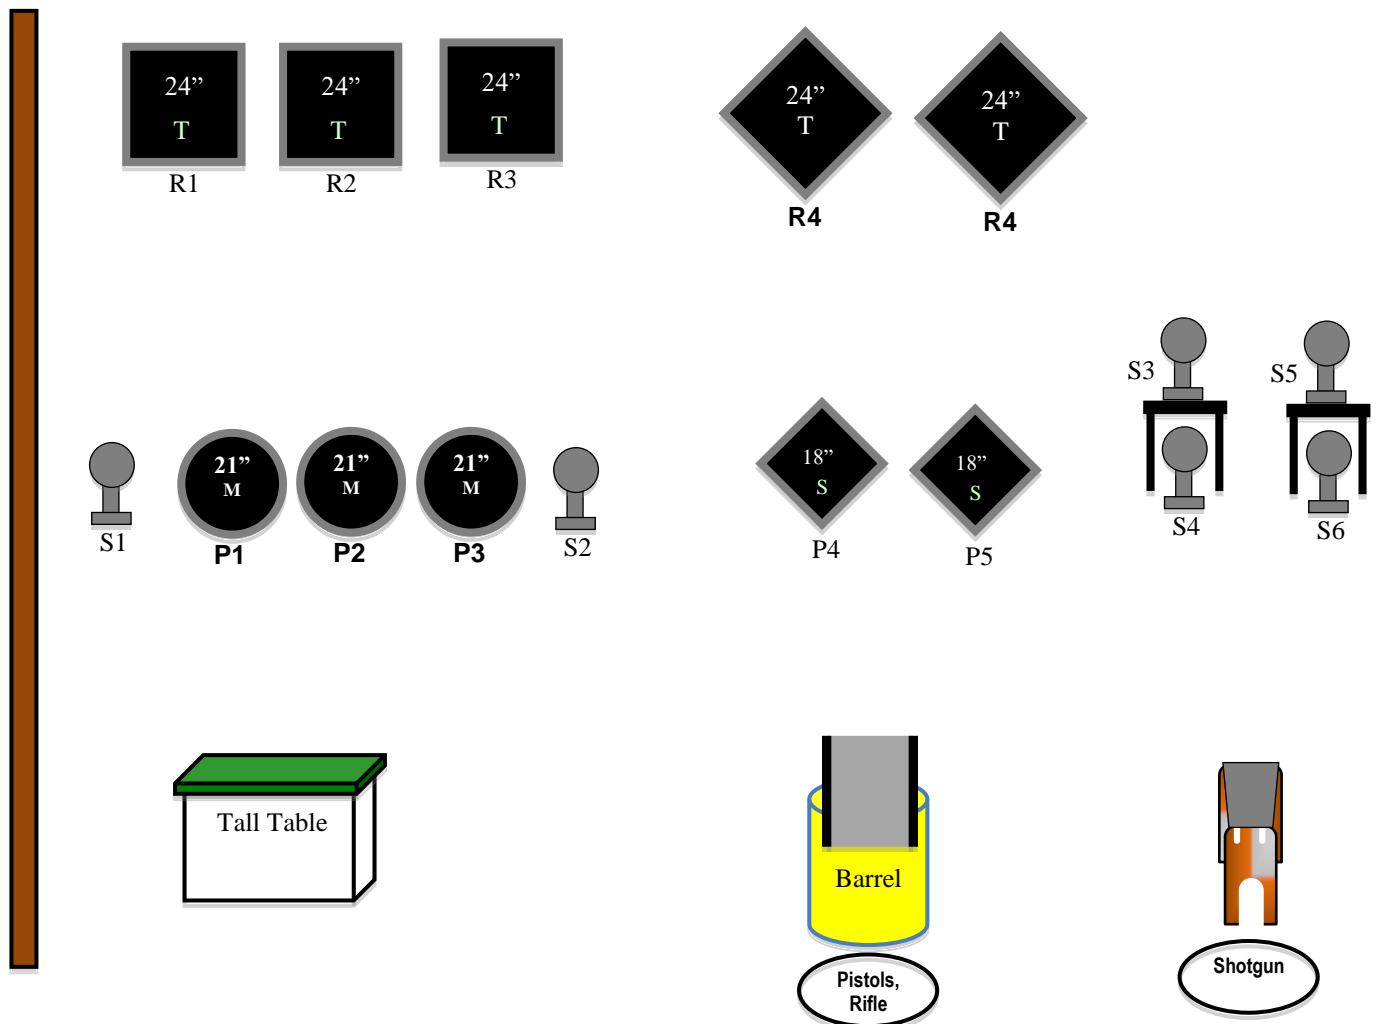 24”
T
R1
24”
T
R2
24”
T
R3
24”
T
R4
24”
T
R4
S1
21”
M
P1
21”
M
P2
21”
M
P3
S2
18”
S
P4
18”
S
P5
S3
S4
S5
S6
Tall Table
Barrel
Pistols,
Rifle
Shotgun